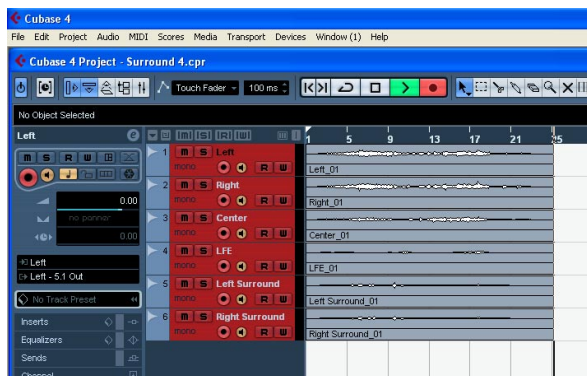 Cubase 4
File Edit Project Audio MIDI Scores Media Transport Devices Window (1) Help
Cubase 4 Project - Surround 4.cpr
Touch Fader 100 ms
No Object Selected
Left e M S R W 1 5 9 13 17 21 25
M S R W
0.00
no panner
0.00
Left
Left - 5.1 Out
No Track Preset
Inserts
Equalizers
Sends
Channel
1 M S Left
mono R W
Left_01
2 M S Right
mono R W
Right_01
3 M S Center
mono R W
Center_01
4 M S LFE
mono R W
LFE_01
5 M S Left Surround
mono R W
Left Surround_01
6 M S Right Surround
mono R W
Right Surround_01